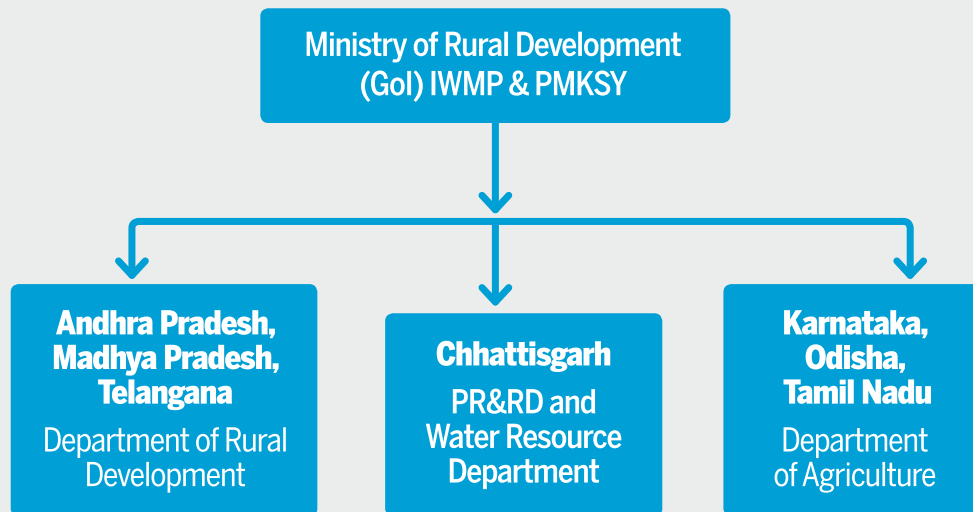 Ministry of Rural Development
(GoI) IWMP & PMKSY
Andhra Pradesh,
Madhya Pradesh,
Telangana
Department of Rural
Development
Chhattisgarh
PR&RD and
Water Resource
Department
Karnataka,
Odisha,
Tamil Nadu
Department
of Agriculture